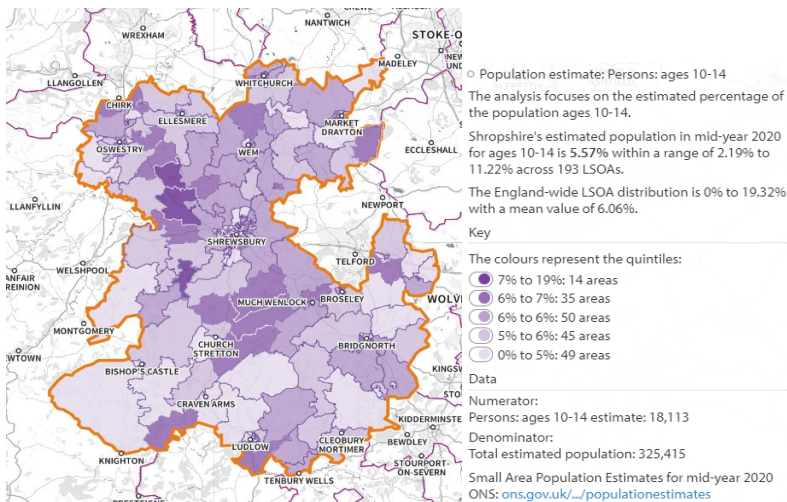 NANTWICH
WREXHAM
STOKE-O
MADELEY
NEW
UND
LLANGOLLEN
WHITCHURCH
CHIRK
ELLESMERE
MARKET
DRAYTON
OSWESTRY
WEM
ECCLESHALL
LLANFYLLIN
NEWPORT
SHREWSBURY
TELFORD
WELSHPOOL
ANFAIR
REINION
MUCH WENLOCK
BROSELEY
WOLV
MONTGOMERY
EWTOWN
CHURCH
STRETTON
BRIDGNORTH
BISHOP'S CASTLE
KINGSW
STO
CRAVEN ARMS
KIDDERMINSTE
LUDLOW
CLEOBURY
MORTIMER
BEWDLEY
KNIGHTON
STOURPORT
-ON-SEVERN
TENBURY WELLS
Population estimate: Persons: ages 10-14
The analysis focuses on the estimated percentage of
the population ages 10-14.
Shropshire's estimated population in mid-year 2020
for ages 10-14 is 5.57% within a range of 2.19% to
11.22% across 193 LSOAs.
The England-wide LSOA distribution is 0% to 19.32%
with a mean value of 6.06%.
Key
The colours represent the quintiles:
7% to 19%: 14 areas
6% to 7%: 35 areas
6% to 6%: 50 areas
5% to 6%: 45 areas
0% to 5%: 49 areas
Data
Numerator:
Persons: ages 10-14 estimate: 18,113
Denominator:
Total estimated population: 325,415
Small Area Population Estimates for mid-year 2020
ONS: ons.gov.uk/.../populationestimates